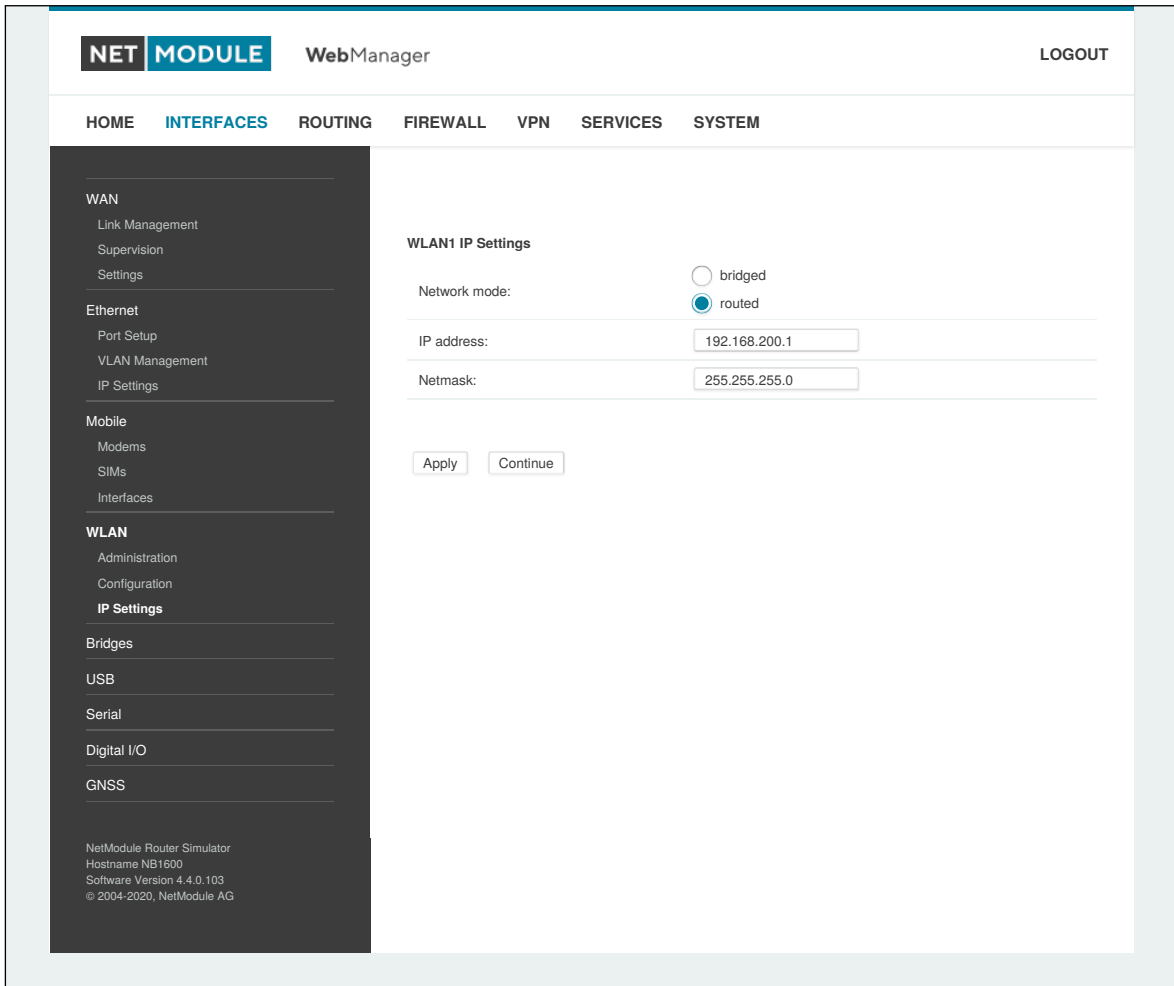 NET MODULE WebManager LOGOUT
HOME INTERFACES ROUTING FIREWALL VPN SERVICES SYSTEM
WAN
Link Management
Supervision
Settings
Ethernet
Port Setup
VLAN Management
IP Settings
Mobile
Modems
SIMs
Interfaces
WLAN
Administration
Configuration
IP Settings
Bridges
USB
Serial
Digital I/O
GNSS
NetModule Router Simulator
Hostname NB1600
Software Version 4.4.0.103
© 2004-2020, NetModule AG
WLAN1 IP Settings
Network mode:
bridged
routed
IP address: 192.168.200.1
Netmask: 255.255.255.0
Apply Continue